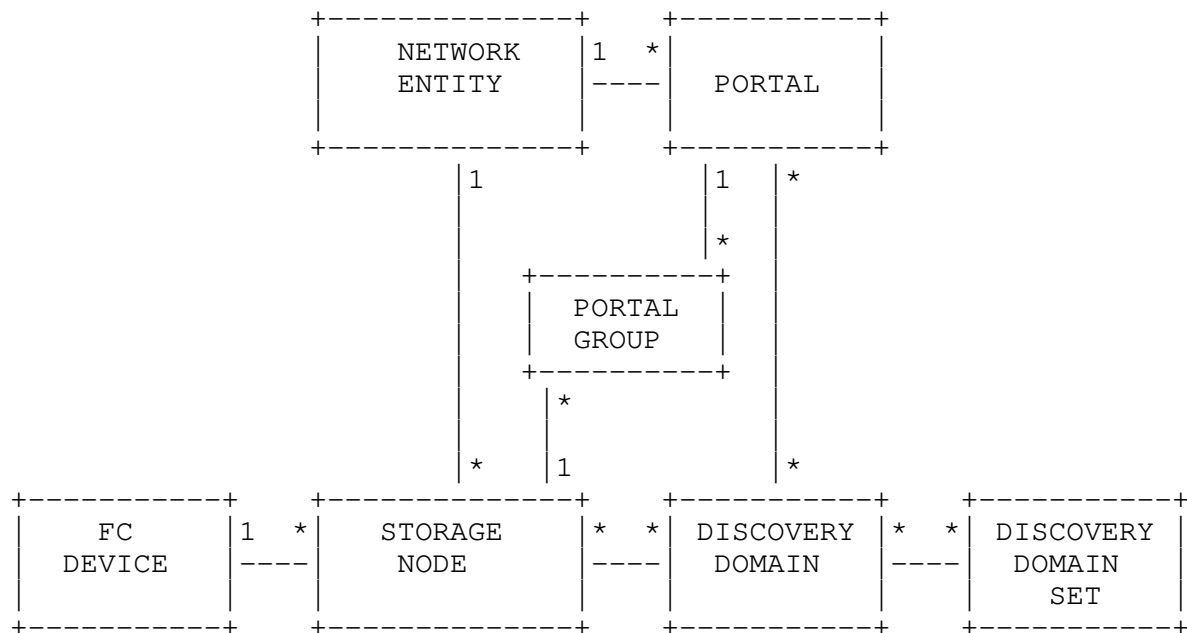 NETWORK
ENTITY
1 *
PORTAL
1
1 *
*
PORTAL
GROUP
*
* 1 *
FC
DEVICE
1 *
STORAGE
NODE
* *
DISCOVERY
DOMAIN
* *
DISCOVERY
DOMAIN
SET